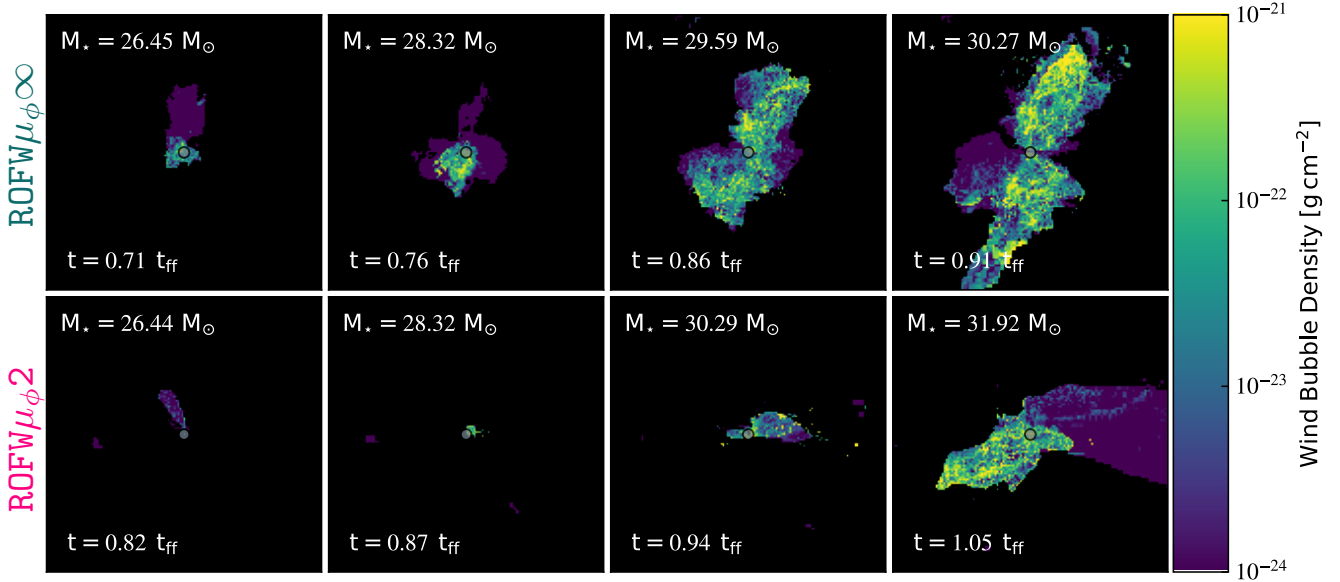 ROFWμϕ∞
M⋆ = 26.45 M⊙
t = 0.71 tff
M⋆ = 28.32 M⊙
t = 0.76 tff
M⋆ = 29.59 M⊙
t = 0.86 tff
M⋆ = 30.27 M⊙
t = 0.91 tff
ROFWμϕ2
M⋆ = 26.44 M⊙
t = 0.82 tff
M⋆ = 28.32 M⊙
t = 0.87 tff
M⋆ = 30.29 M⊙
t = 0.94 tff
M⋆ = 31.92 M⊙
t = 1.05 tff
10⁻²¹
10⁻²²
10⁻²³
10⁻²⁴
Wind Bubble Density [g cm⁻²]